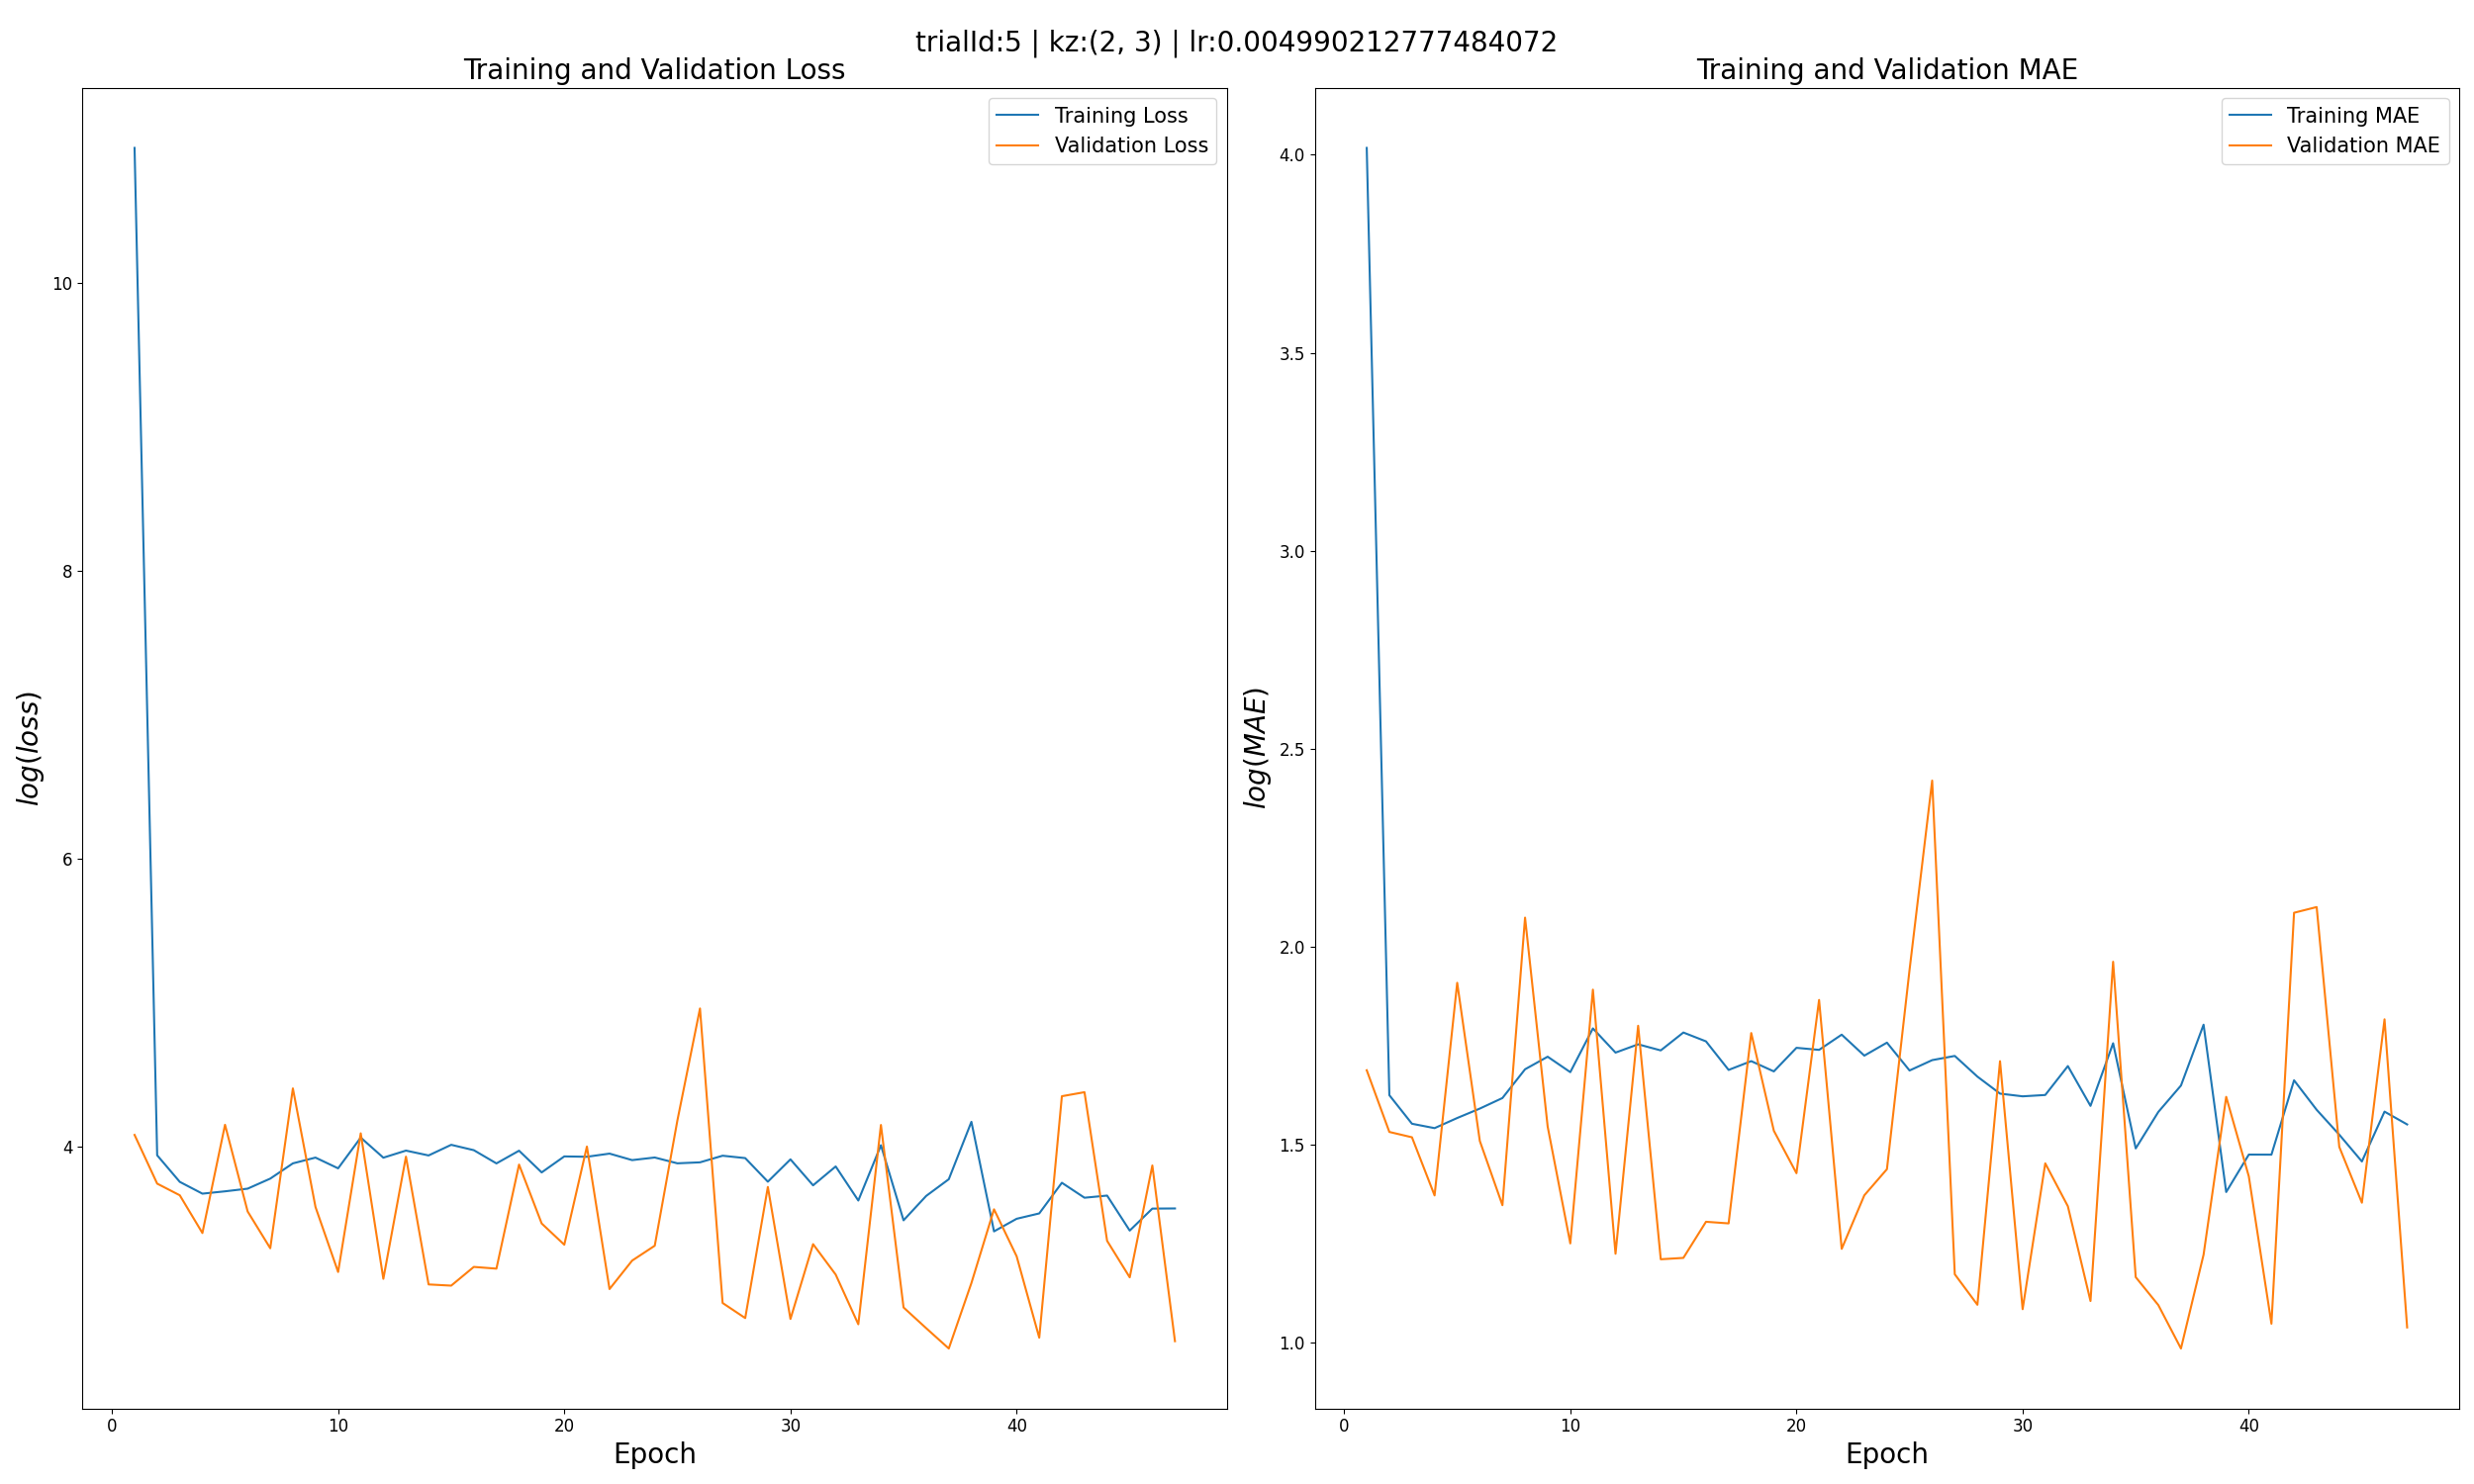 trialId:5 | kz:(2, 3) | lr:0.004990212777484072
Training and Validation Loss
Training Loss
Validation Loss
10
8
6
4
log(loss)
0 10 20 30 40
Epoch
Training and Validation MAE
Training MAE
Validation MAE
4.0
3.5
3.0
2.5
2.0
1.5
1.0
log(MAE)
0 10 20 30 40
Epoch